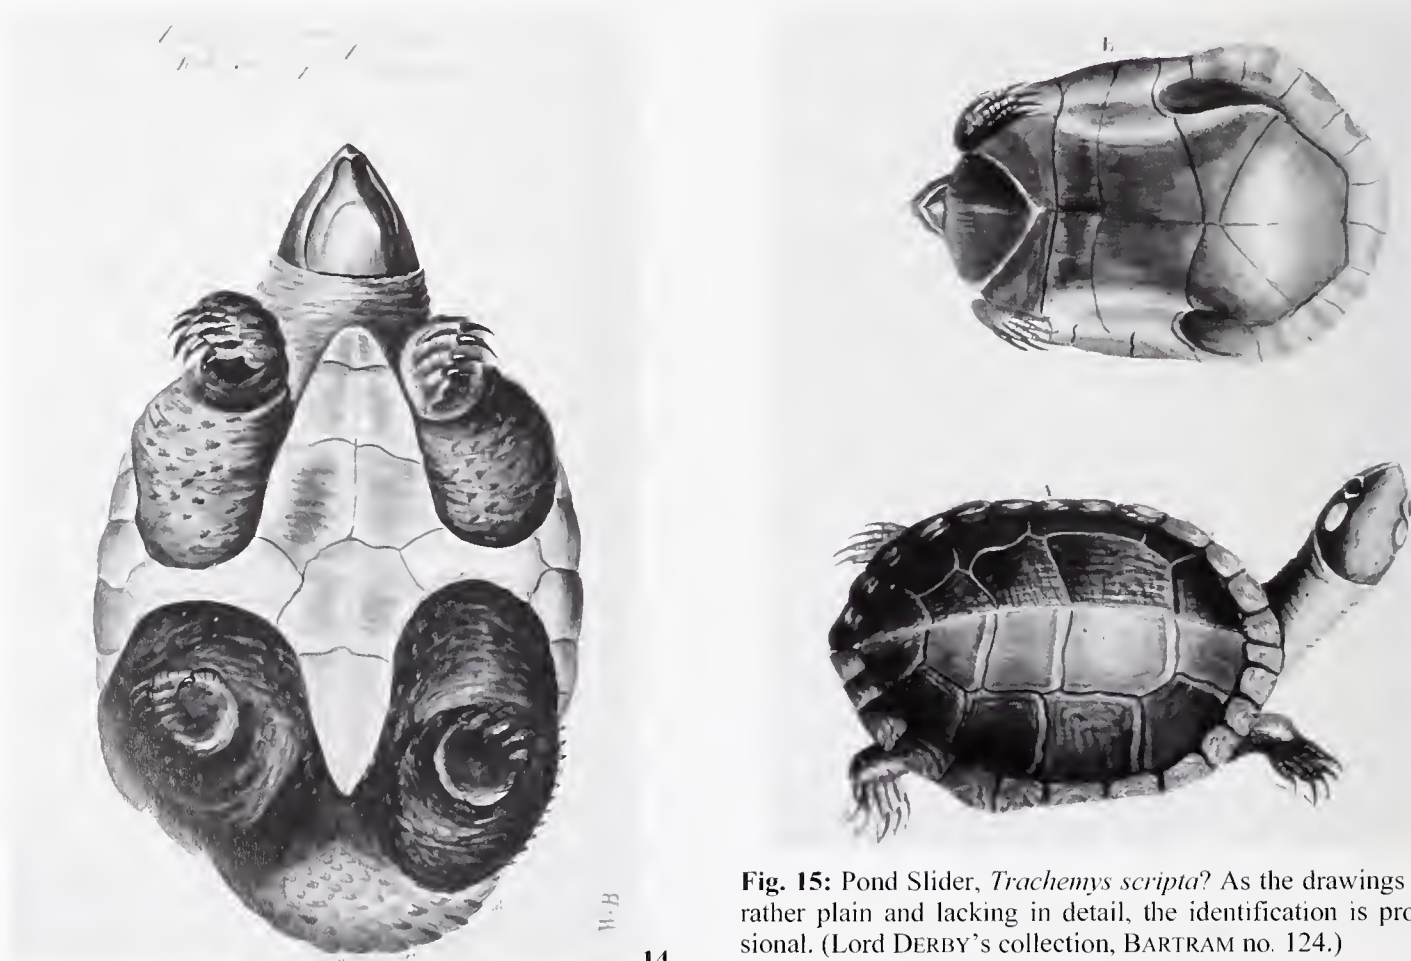 H·B
14
Fig. 15: Pond Slider, Trachemys scripta? As the drawings
rather plain and lacking in detail, the identification is pro
sional. (Lord DERBY's collection, BARTRAM no. 124.)